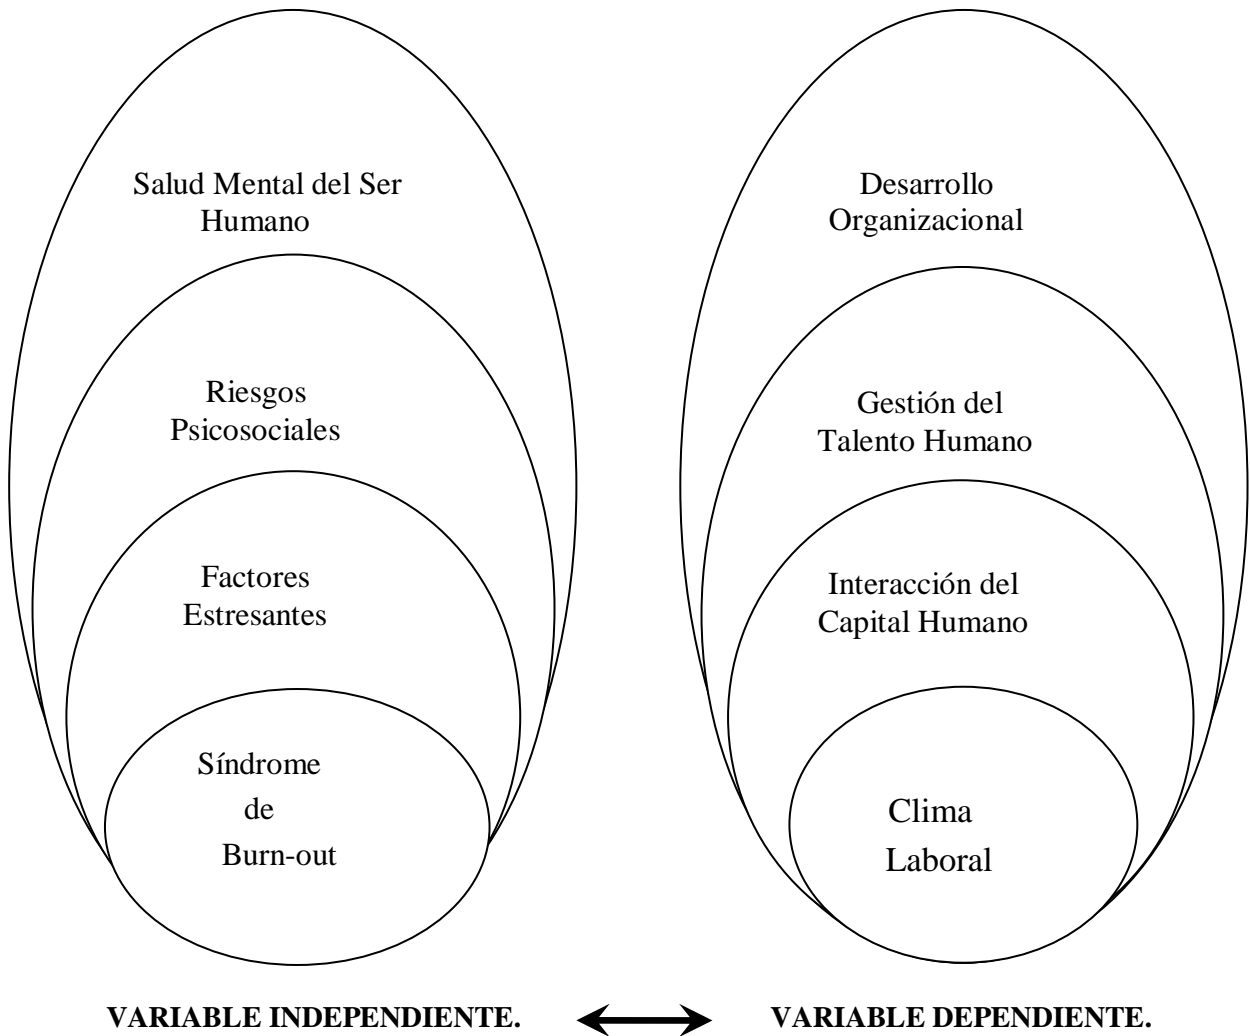 Salud Mental del Ser
Humano
Riesgos
Psicosociales
Factores
Estresantes
Síndrome
de
Burn-out
Desarrollo
Organizacional
Gestión del
Talento Humano
Interacción del
Capital Humano
Clima
Laboral
VARIABLE INDEPENDIENTE.
VARIABLE DEPENDIENTE.